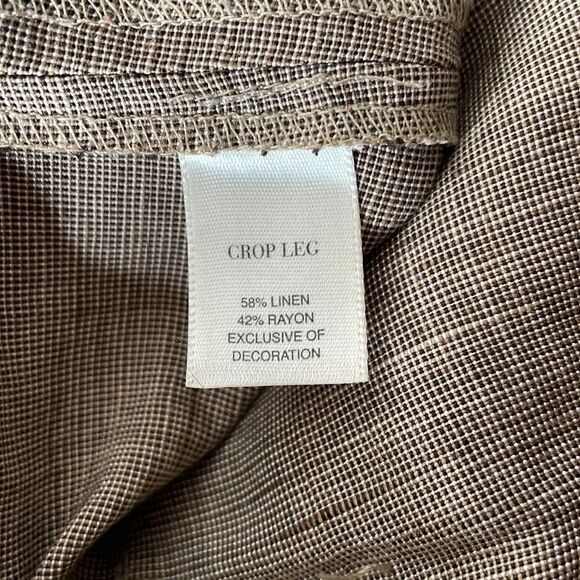 CROP LEG
58% LINEN
42% RAYON
EXCLUSIVE OF
DECORATION